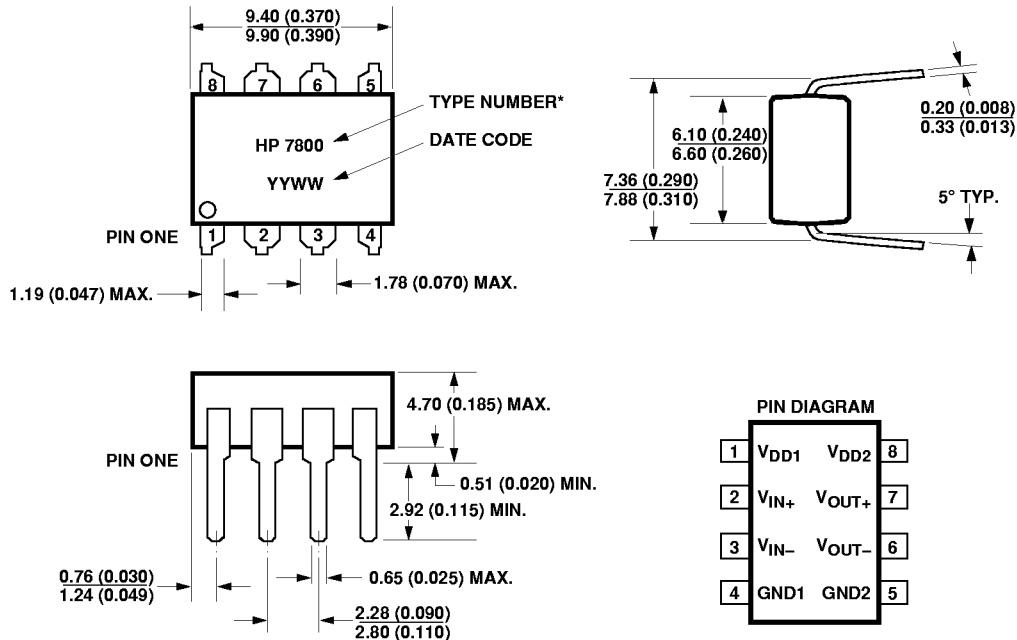 9.40 (0.370)
9.90 (0.390)
8 7 6 5
TYPE NUMBER*
HP 7800
DATE CODE
YYWW
PIN ONE
1 2 3 4
1.19 (0.047) MAX.
1.78 (0.070) MAX.
0.20 (0.008)
0.33 (0.013)
6.10 (0.240)
6.60 (0.260)
7.36 (0.290)
7.88 (0.310)
5° TYP.
4.70 (0.185) MAX.
PIN ONE
0.51 (0.020) MIN.
2.92 (0.115) MIN.
0.76 (0.030)
1.24 (0.049)
0.65 (0.025) MAX.
2.28 (0.090)
2.80 (0.110)
PIN DIAGRAM
1 VDD1 VDD2 8
2 VIN+ VOUT+ 7
3 VIN– VOUT– 6
4 GND1 GND2 5